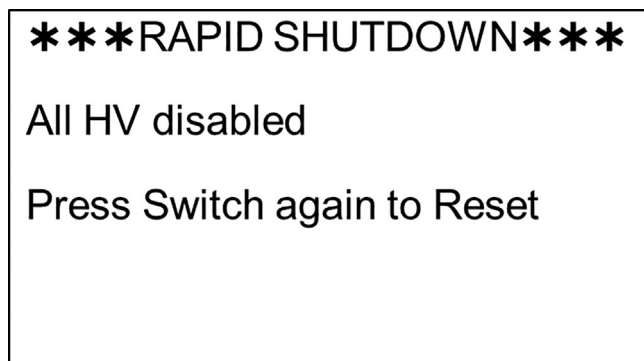 ***RAPID SHUTDOWN***
All HV disabled
Press Switch again to Reset